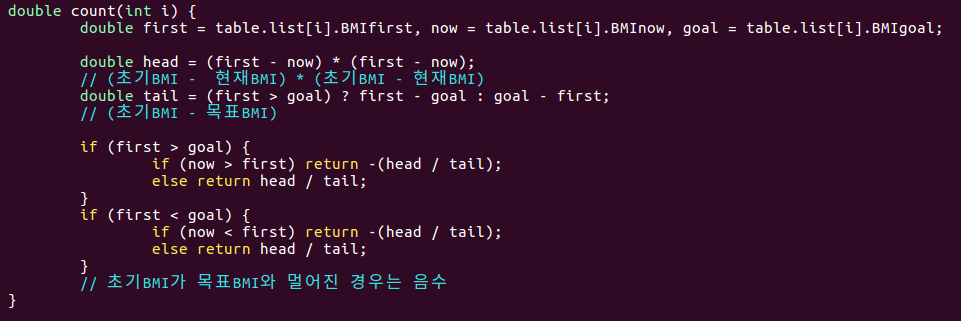 double count(int i) {
        double first = table.list[i].BMIfirst, now = table.list[i].BMInow, goal = table.list[i].BMIgoal;

        double head = (first - now) * (first - now);
        // (초기BMI -  현재BMI) * (초기BMI - 현재BMI)
        double tail = (first > goal) ? first - goal : goal - first;
        // (초기BMI - 목표BMI)

        if (first > goal) {
                if (now > first) return -(head / tail);
                else return head / tail;
        }
        if (first < goal) {
                if (now < first) return -(head / tail);
                else return head / tail;
        }
        // 초기BMI가 목표BMI와 멀어진 경우는 음수
}